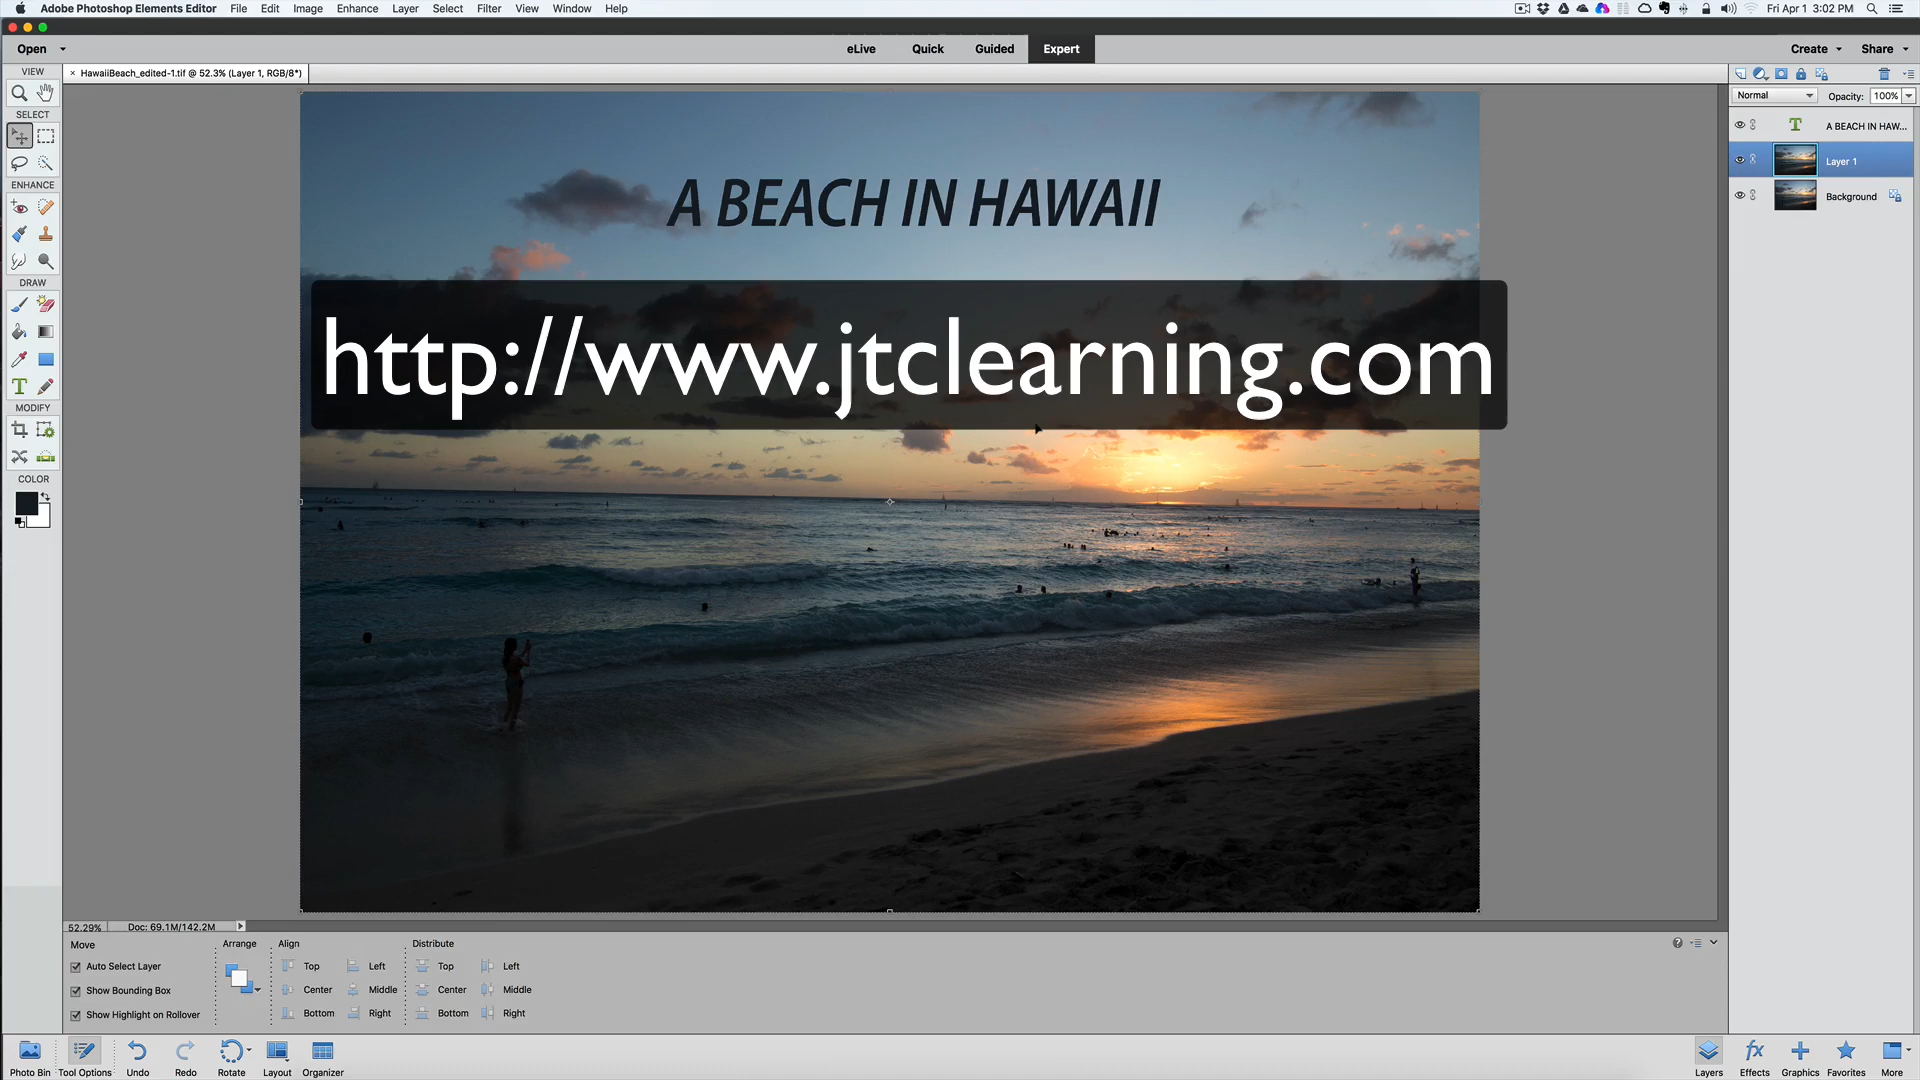 Adobe Photoshop Elements Editor File Edit Image Enhance Layer Select Filter View Window Help Fri Apr 1 3:02 PM
Open eLive Quick Guided Expert Create Share
VIEW
× HawaiiBeach_edited-1.tif @ 52.3% (Layer 1, RGB/8*)
Normal Opacity: 100%
SELECT
A BEACH IN HAW...
Layer 1
ENHANCE
Background
A BEACH IN HAWAII
DRAW
http://www.jtclearning.com
T
MODIFY
COLOR
52.29% Doc: 69.1M/142.2M
Move Arrange Align Distribute
Auto Select Layer Top Left Top Left
Show Bounding Box Center Middle Center Middle
Show Highlight on Rollover Bottom Right Bottom Right
Photo Bin Tool Options Undo Redo Rotate Layout Organizer Layers Effects Graphics Favorites More